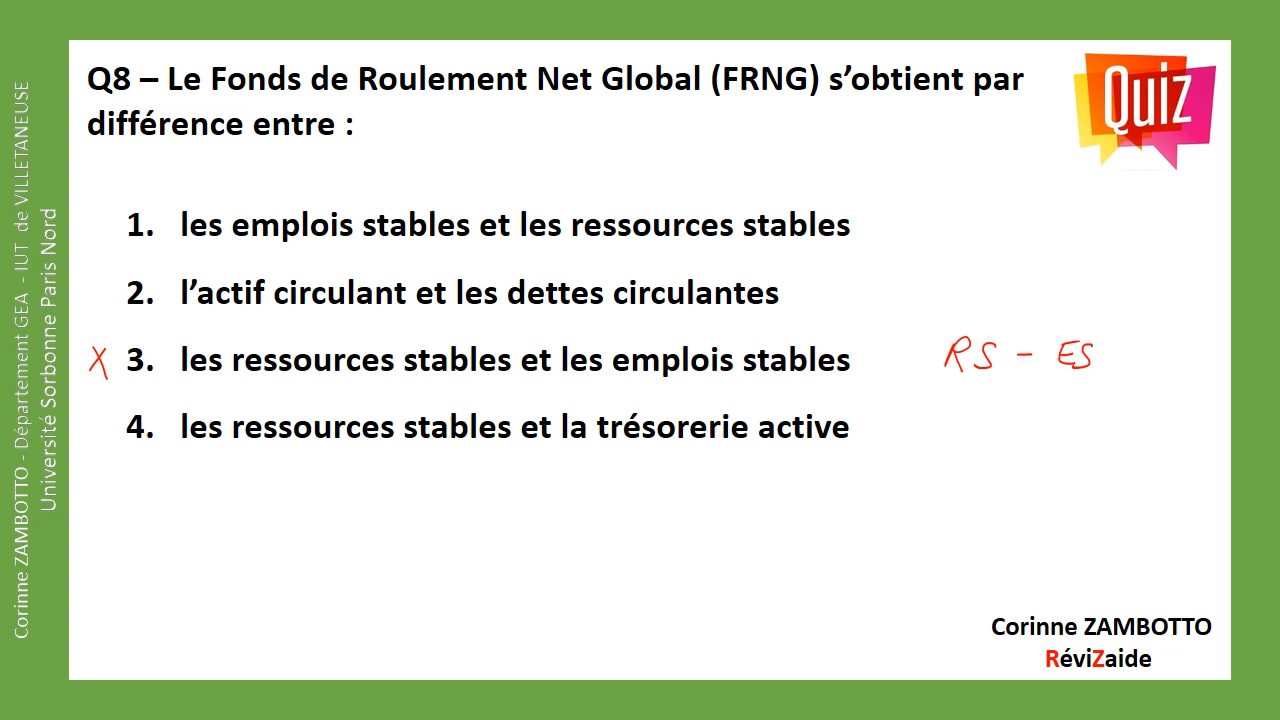 Q8 – Le Fonds de Roulement Net Global (FRNG) s’obtient par
différence entre :
Quiz
1. les emplois stables et les ressources stables
2. l’actif circulant et les dettes circulantes
X 3. les ressources stables et les emplois stables RS – ES
4. les ressources stables et la trésorerie active
Corinne ZAMBOTTO
RéviZaide
Corinne ZAMBOTTO - Département GEA - IUT de VILLETANEUSE
Université Sorbonne Paris Nord